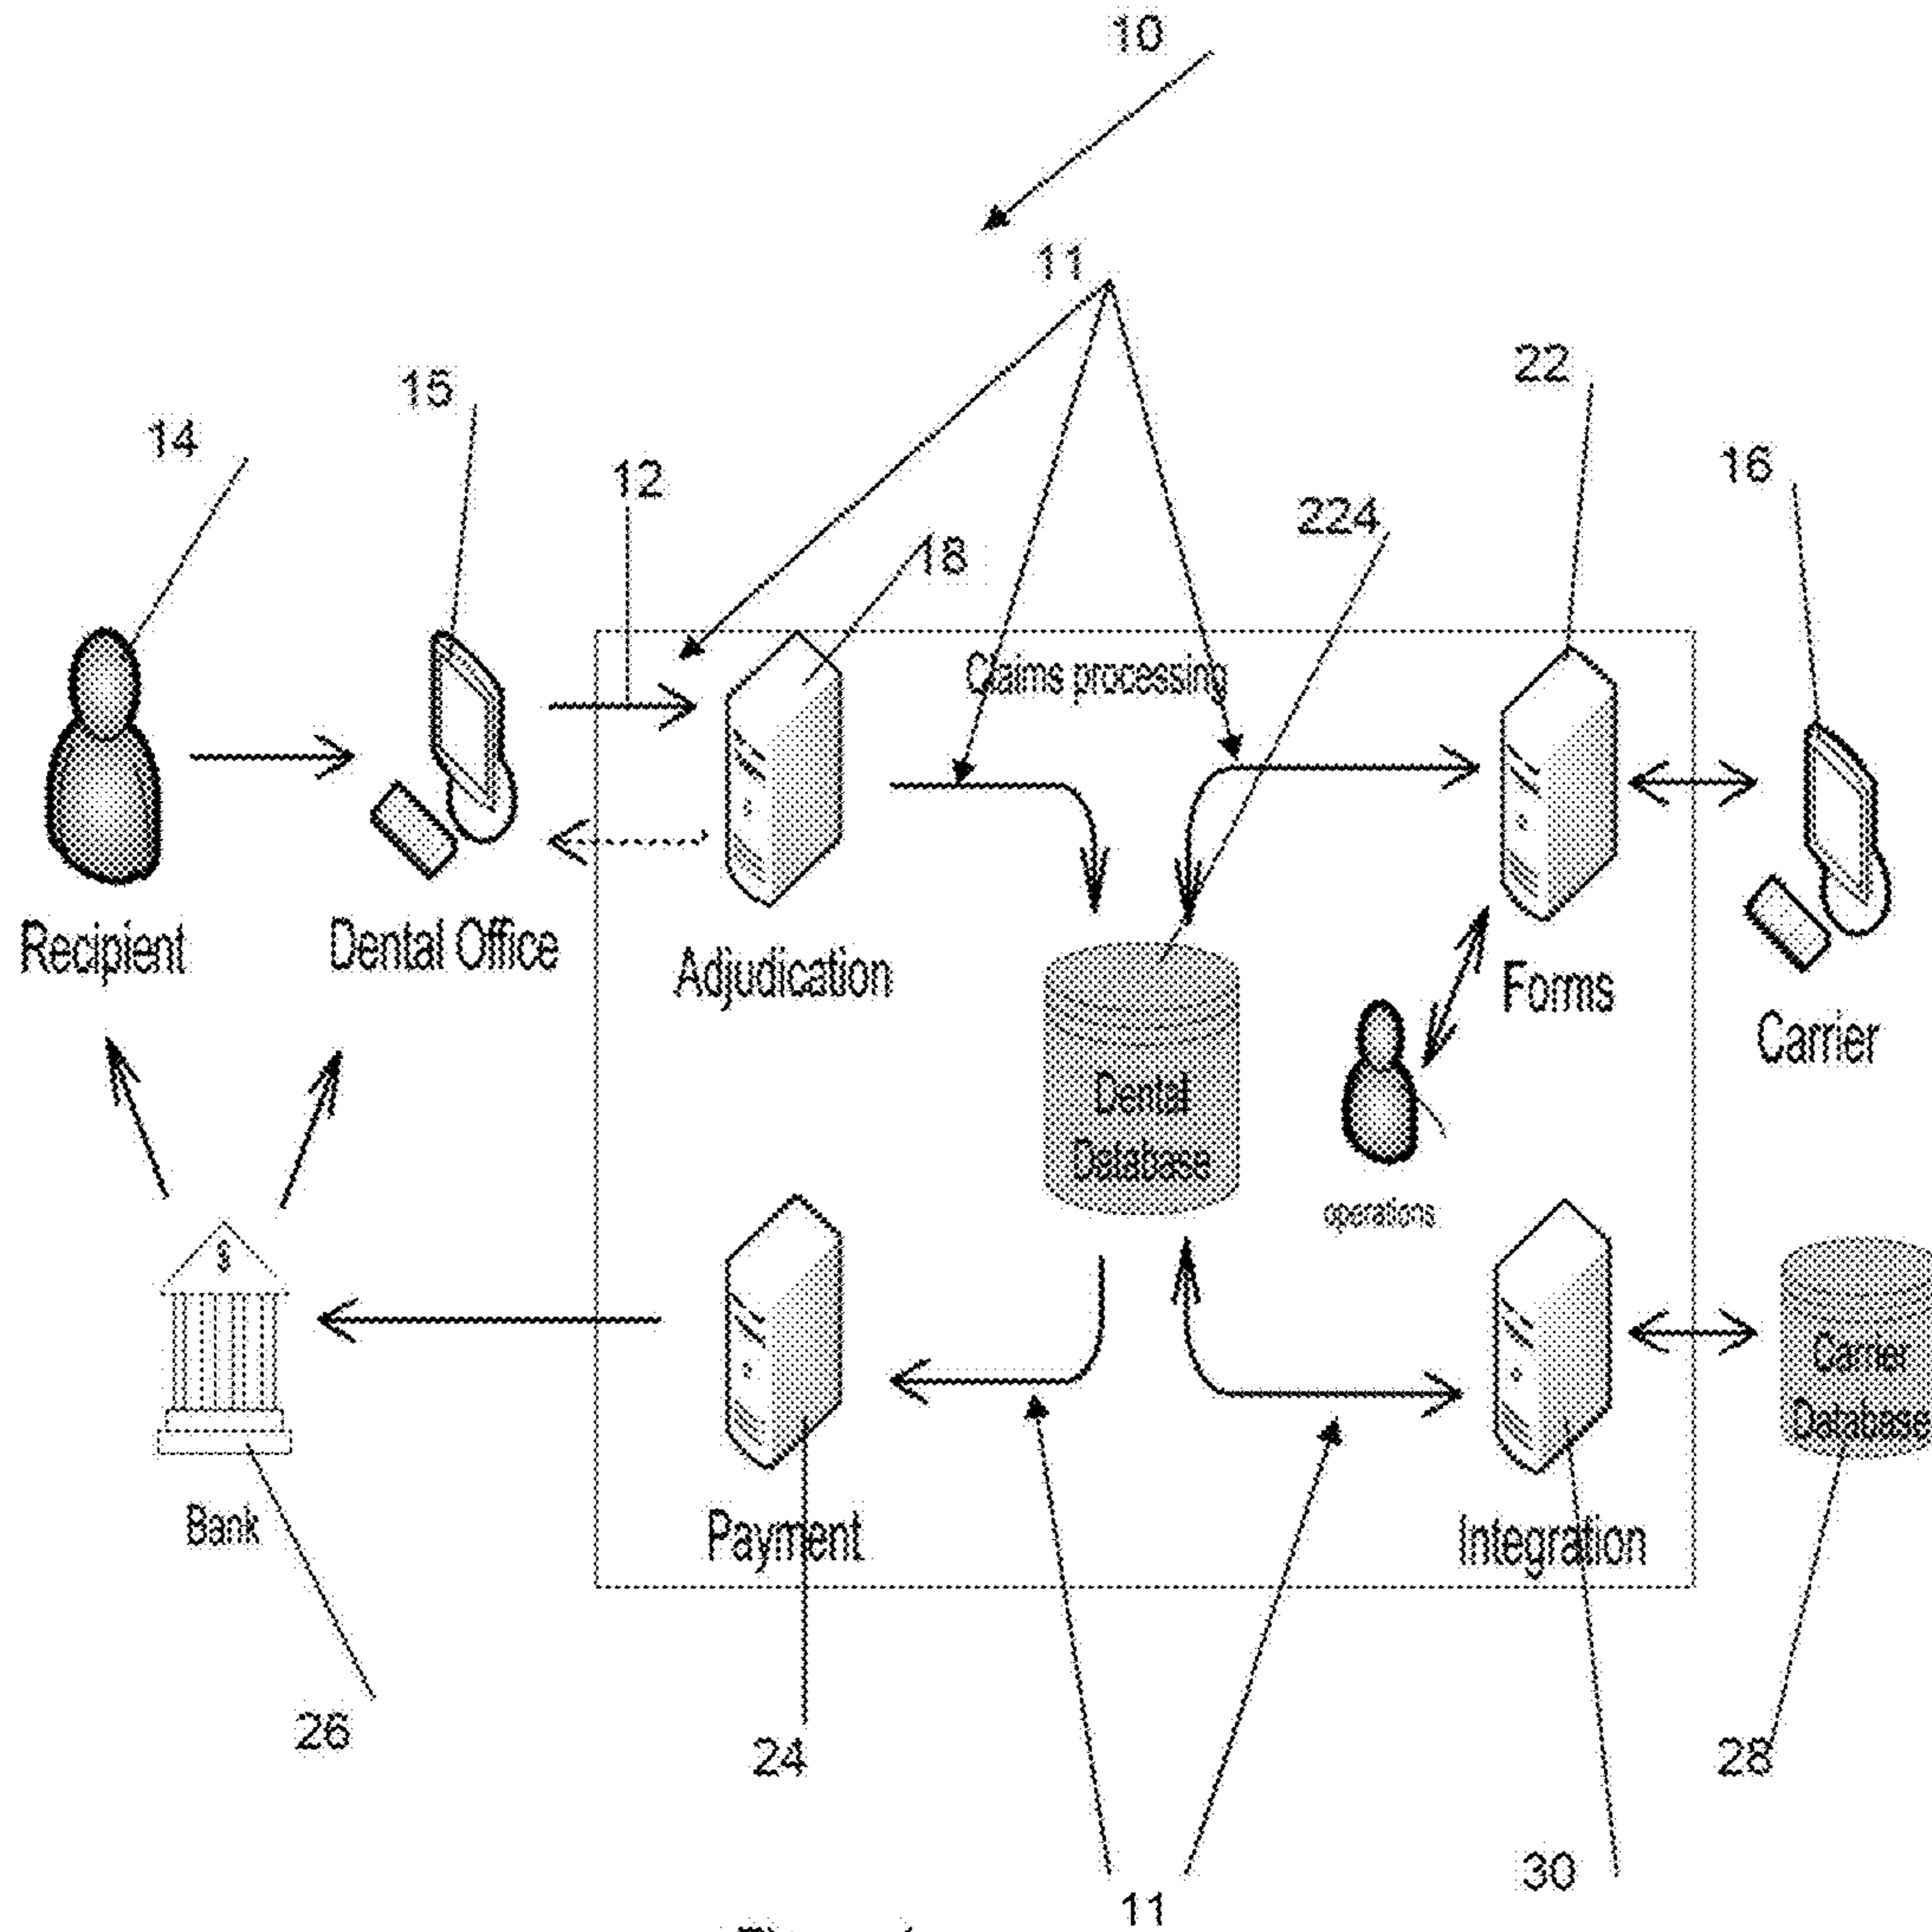 10
11
22
15
14
16
12
224
18
Claims processing
Recipient
Dental Office
Adjudication
Forms
Carrier
Dental
Database
operations
$
Carrier
Database
Bank
Payment
Integration
26
24
28
30
11